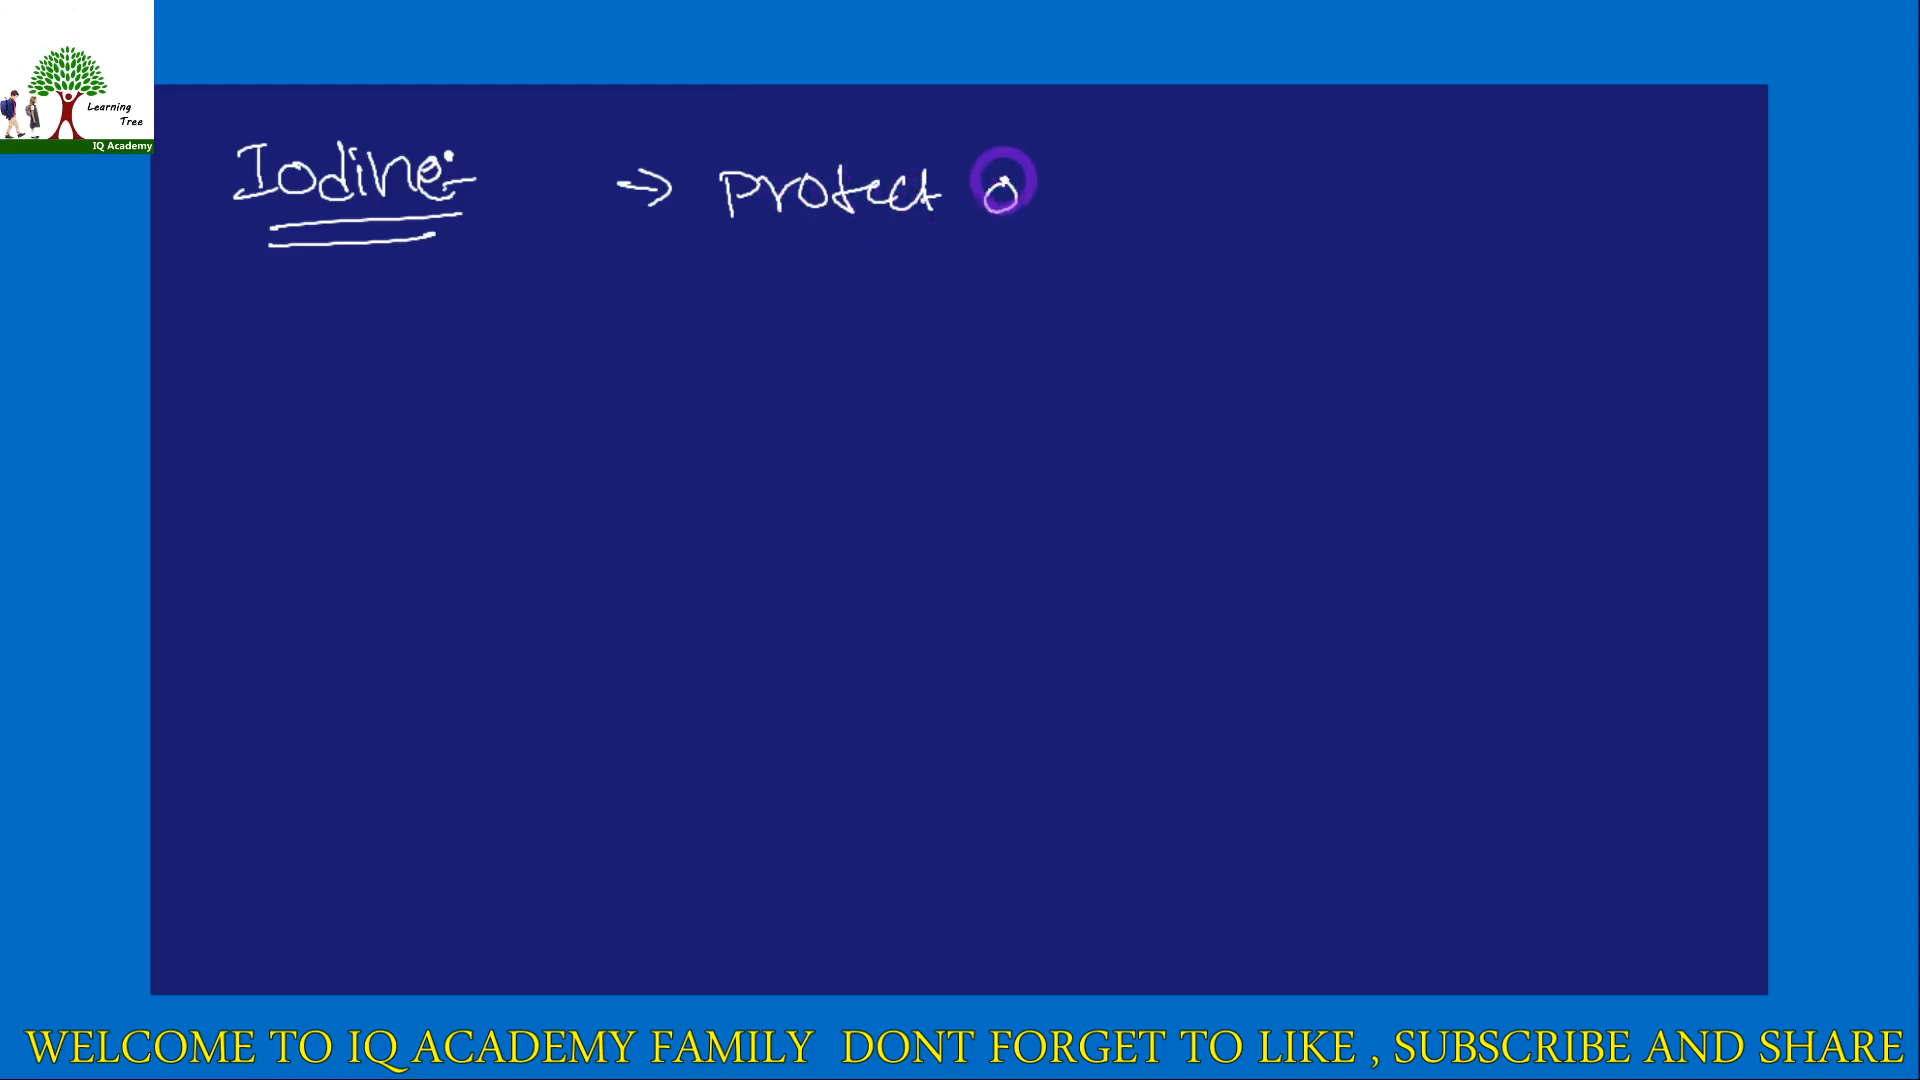 Learning
Tree
IQ Academy
Iodine:- → Protect o
WELCOME TO IQ ACADEMY FAMILY DONT FORGET TO LIKE , SUBSCRIBE AND SHARE